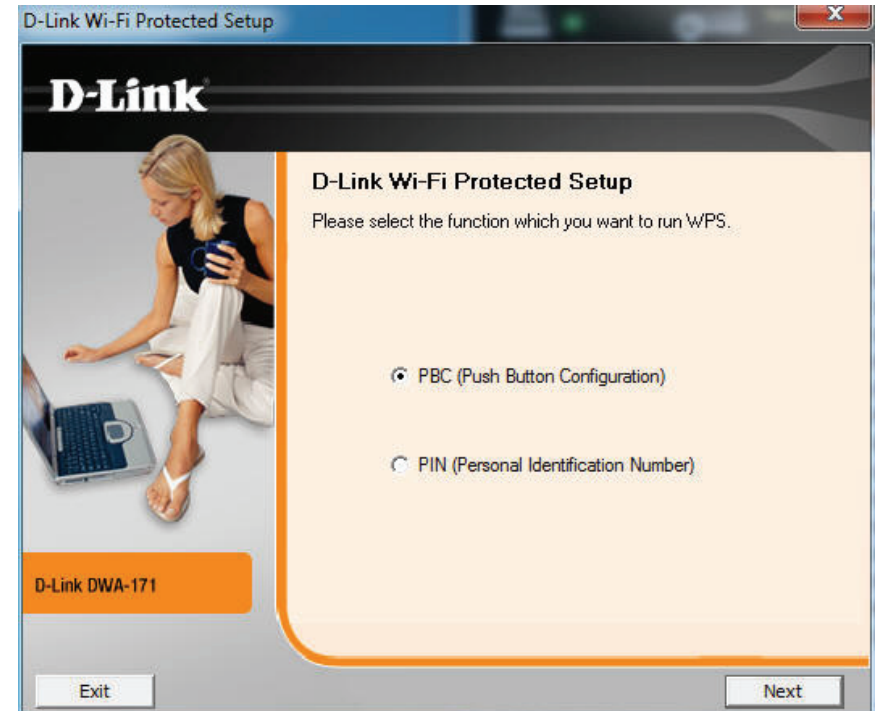 D-Link Wi-Fi Protected Setup
X
D-Link
D-Link Wi-Fi Protected Setup
Please select the function which you want to run WPS.
PBC (Push Button Configuration)
PIN (Personal Identification Number)
D-Link DWA-171
Exit
Next